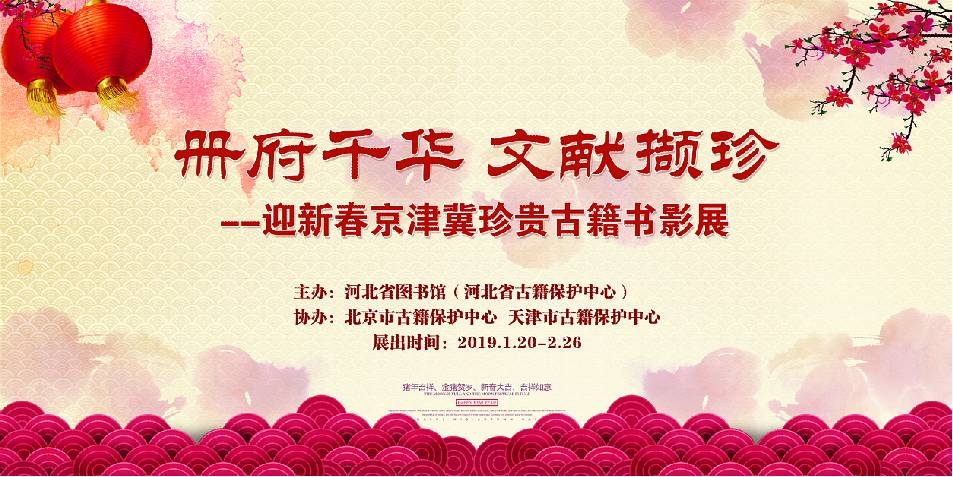 册府千华 文献撷珍
--迎新春京津冀珍贵古籍书影展
主办：河北省图书馆（河北省古籍保护中心）
协办：北京市古籍保护中心 天津市古籍保护中心
展出时间：2019.1.20-2.26
猪年吉祥、金猪贺岁、新春大吉、吉祥如意
HAPPY NEW YEAR